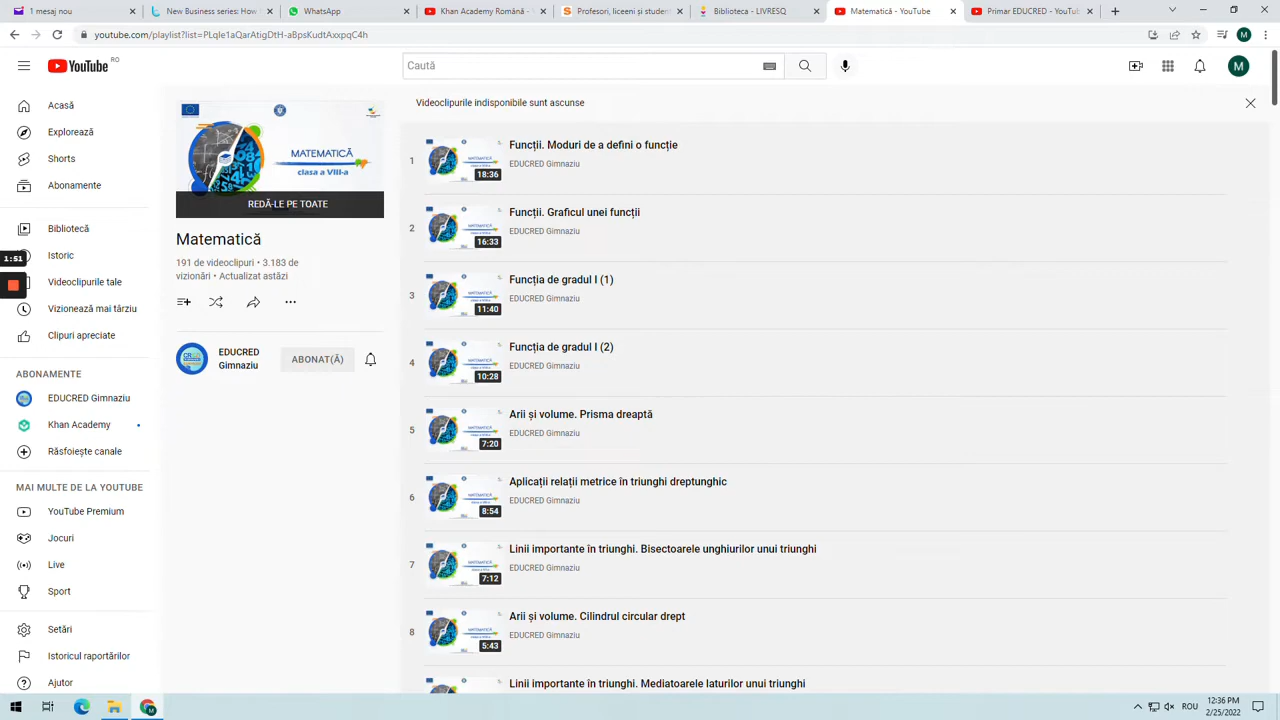 1 mesaj nou
New Business series: How
WhatsApp
Khan Academy Română -
Profesori, liceeni și student
Biblioteca - LIVRESQ
Matematică - YouTube
Primar EDUCRED - YouTu
youtube.com/playlist?list=PLqle1aQarAtigDtH-aBpsKudtAxxpqC4h
M
YouTube RO
Caută
M
Acasă
Explorează
Shorts
Abonamente
Bibliotecă
1:51
Istoric
Videoclipurile tale
Vizionează mai târziu
Clipuri apreciate
ABONAMENTE
EDUCRED Gimnaziu
Khan Academy
Răsfoiește canale
MAI MULTE DE LA YOUTUBE
YouTube Premium
Jocuri
Live
Sport
Setări
Istoricul raportărilor
Ajutor
MATEMATICĂ
clasa a VIII-a
REDĂ-LE PE TOATE
Matematică
191 de videoclipuri • 3.183 de
vizionări • Actualizat astăzi
EDUCRED
Gimnaziu
ABONAT(Ă)
Videoclipurile indisponibile sunt ascunse
1
18:36
Funcții. Moduri de a defini o funcție
EDUCRED Gimnaziu
2
16:33
Funcții. Graficul unei funcții
EDUCRED Gimnaziu
3
11:40
Funcția de gradul I (1)
EDUCRED Gimnaziu
4
10:28
Funcția de gradul I (2)
EDUCRED Gimnaziu
5
7:20
Arii și volume. Prisma dreaptă
EDUCRED Gimnaziu
6
8:54
Aplicații relații metrice în triunghi dreptunghic
EDUCRED Gimnaziu
7
7:12
Linii importante în triunghi. Bisectoarele unghiurilor unui triunghi
EDUCRED Gimnaziu
8
5:43
Arii și volume. Cilindrul circular drept
EDUCRED Gimnaziu
Linii importante în triunghi. Mediatoarele laturilor unui triunghi
ROU
12:36 PM
2/25/2022